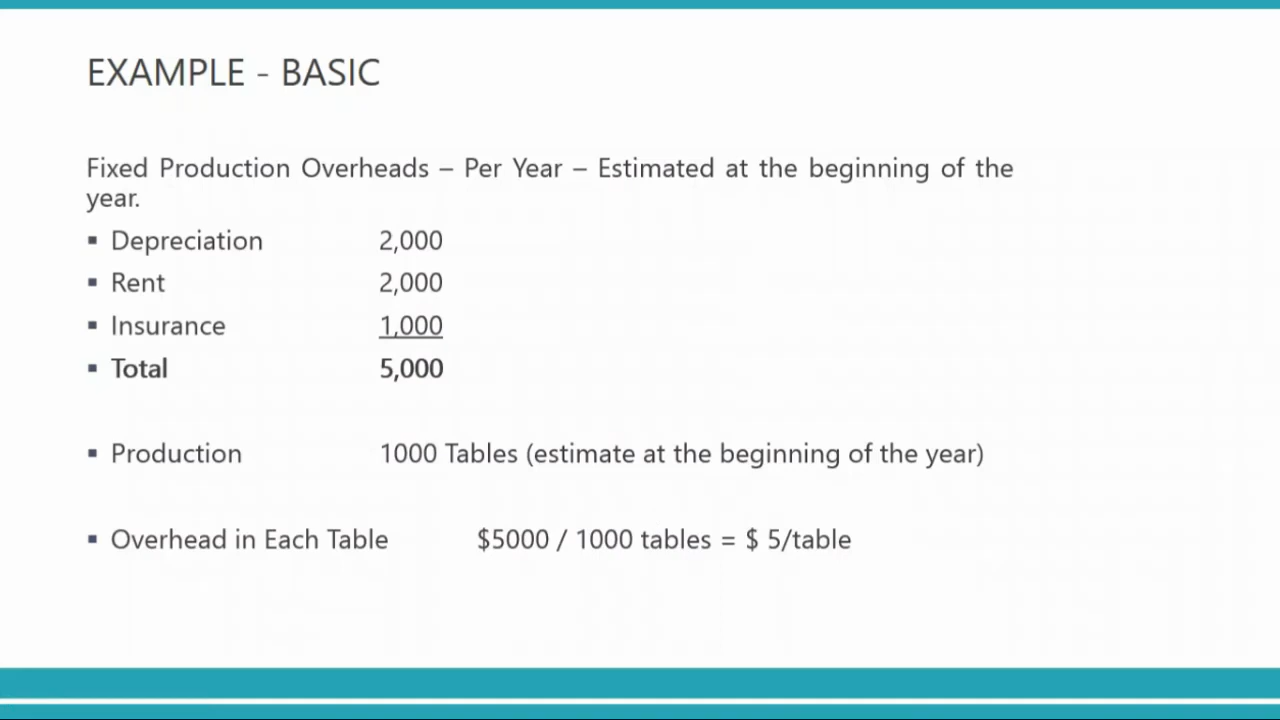 EXAMPLE - BASIC
Fixed Production Overheads – Per Year – Estimated at the beginning of the
year.
▪ Depreciation 2,000
▪ Rent 2,000
▪ Insurance 1,000
▪ Total 5,000
▪ Production 1000 Tables (estimate at the beginning of the year)
▪ Overhead in Each Table $5000 / 1000 tables = $ 5/table